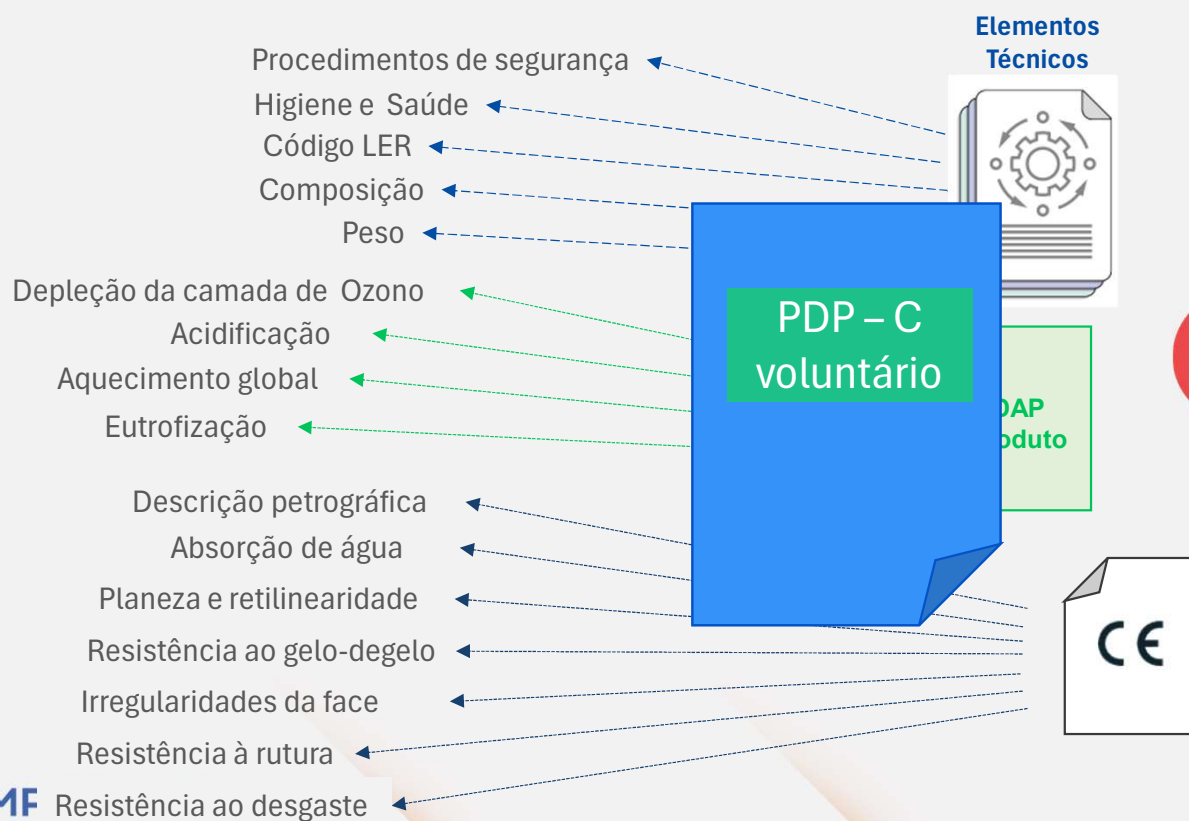 Elementos
Técnicos
Procedimentos de segurança
Higiene e Saúde
Código LER
Composição
Peso
Depleção da camada de Ozono
Acidificação
Aquecimento global
Eutrofização
PDP – C
voluntário
Descrição petrográfica
Absorção de água
Planeza e retilinearidade
Resistência ao gelo-degelo
Irregularidades da face
Resistência à rutura
Resistência ao desgaste
CE